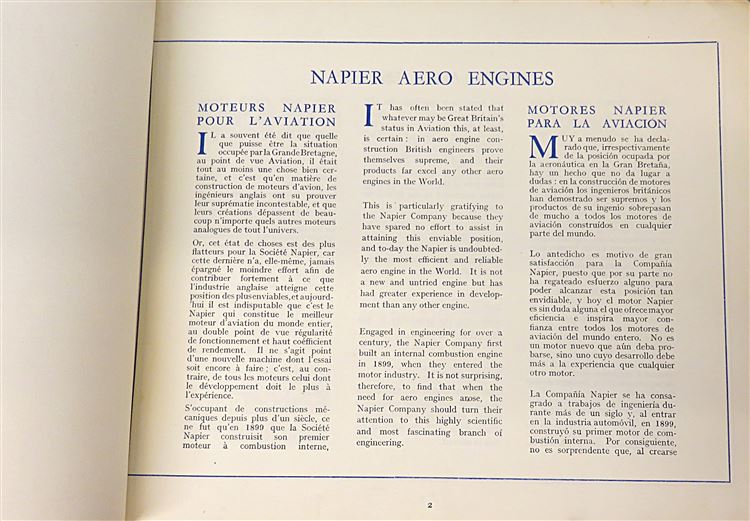 NAPIER AERO ENGINES
MOTEURS NAPIER
POUR L'AVIATION
IL a souvent été dit que quelle
que puisse être la situation
occupée par la Grande Bretagne,
au point de vue Aviation, il était
tout au moins une chose bien cer-
taine, et c'est qu'en matière de
construction de moteurs d'avion, les
ingénieurs anglais ont su prouver
leur suprématie incontestable, et que
leurs créations dépassent de beau-
coup n'importe quels autres moteurs
analogues de tout l'univers.
Or, cet état de choses est des plus
flatteurs pour la Société Napier, car
cette dernière n'a, elle-même, jamais
épargné le moindre effort afin de
contribuer fortement à ce que
l'industrie anglaise atteigne cette
position des plus enviables, et aujourd-
'hui il est indisputable que c'est le
Napier qui constitue le meilleur
moteur d'aviation du monde entier,
au double point de vue régularité
de fonctionnement et haut coëfficient
de rendement. Il ne s'agit point
d'une nouvelle machine dont l'essai
soit encore à faire; c'est, au con-
traire, de tous les moteurs celui dont
le développement doit le plus à
l'expérience.
S'occupant de constructions mé-
caniques depuis plus d'un siècle, ce
ne fut qu'en 1899 que la Société
Napier construisit son premier
moteur à combustion interne,
IT has often been stated that
whatever may be Great Britain's
status in Aviation this, at least,
is certain: in aero engine con-
struction British engineers prove
themselves supreme, and their
products far excel any other aero
engines in the World.
This is particularly gratifying to
the Napier Company because they
have spared no effort to assist in
attaining this enviable position,
and to-day the Napier is undoubted-
ly the most efficient and reliable
aero engine in the World. It is not
a new and untried engine but has
had greater experience in develop-
ment than any other engine.
Engaged in engineering for over a
century, the Napier Company first
built an internal combustion engine
in 1899, when they entered the
motor industry. It is not surprising,
therefore, to find that when the
need for aero engines arose, the
Napier Company should turn their
attention to this highly scientific
and most fascinating branch of
engineering.
MOTORES NAPIER
PARA LA AVIACION
MUY a menudo se ha decla-
rado que, irrespectivamente
de la posición ocupada por
la aeronáutica en la Gran Bretaña,
hay un hecho que no da lugar a
dudas: en la construcción de motores
de aviación los ingenieros británicos
han demostrado ser supremos y los
productos de su ingenio sobrepasan
de mucho a todos los motores de
aviación construídos en cualquier
parte del mundo.
Lo antedicho es motivo de gran
satisfacción para la Compañía
Napier, puesto que por su parte no
ha regateado esfuerzo alguno para
poder alcanzar esta posición tan
envidiable, y hoy el motor Napier
es sin duda alguna el que ofrece mayor
eficiencia e inspira mayor con-
fianza entre todos los motores de
aviación del mundo entero. No es
un motor nuevo que aún deba pro-
barse, sino uno cuyo desarrollo debe
más a la experiencia que cualquier
otro motor.
La Compañía Napier se ha consa-
grado a trabajos de ingeniería du-
rante más de un siglo y, al entrar
en la industria automóvil, en 1899,
construyó su primer motor de com-
bustión interna. Por consiguiente,
no es sorprendente que, al crearse
2